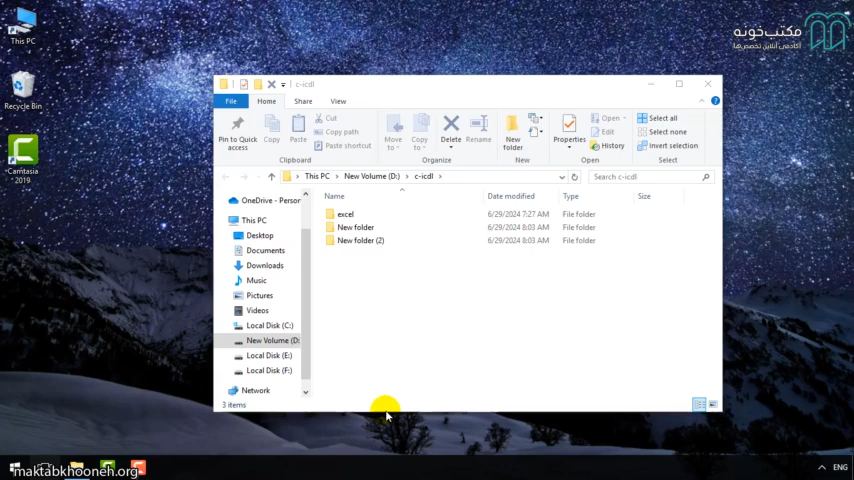 This PC
Recycle Bin
Camtasia
2019
مکتب‌خونه
آکادمی آنلاین تخصص‌ها
c-icdl
File
Home
Share
View
Pin to Quick
access
Copy
Paste
Cut
Copy path
Paste shortcut
Clipboard
Move
to
Copy
to
Delete
Rename
Organize
New
folder
New
Properties
Open
Edit
History
Open
Select all
Select none
Invert selection
Select
This PC > New Volume (D:) > c-icdl >
Search c-icdl
Name Date modified Type Size
excel 6/29/2024 7:27 AM File folder
New folder 6/29/2024 8:03 AM File folder
New folder (2) 6/29/2024 8:03 AM File folder
OneDrive - Person
This PC
Desktop
Documents
Downloads
Music
Pictures
Videos
Local Disk (C:)
New Volume (D:
Local Disk (E:)
Local Disk (F:)
Network
3 items
maktabkhooneh.org
ENG